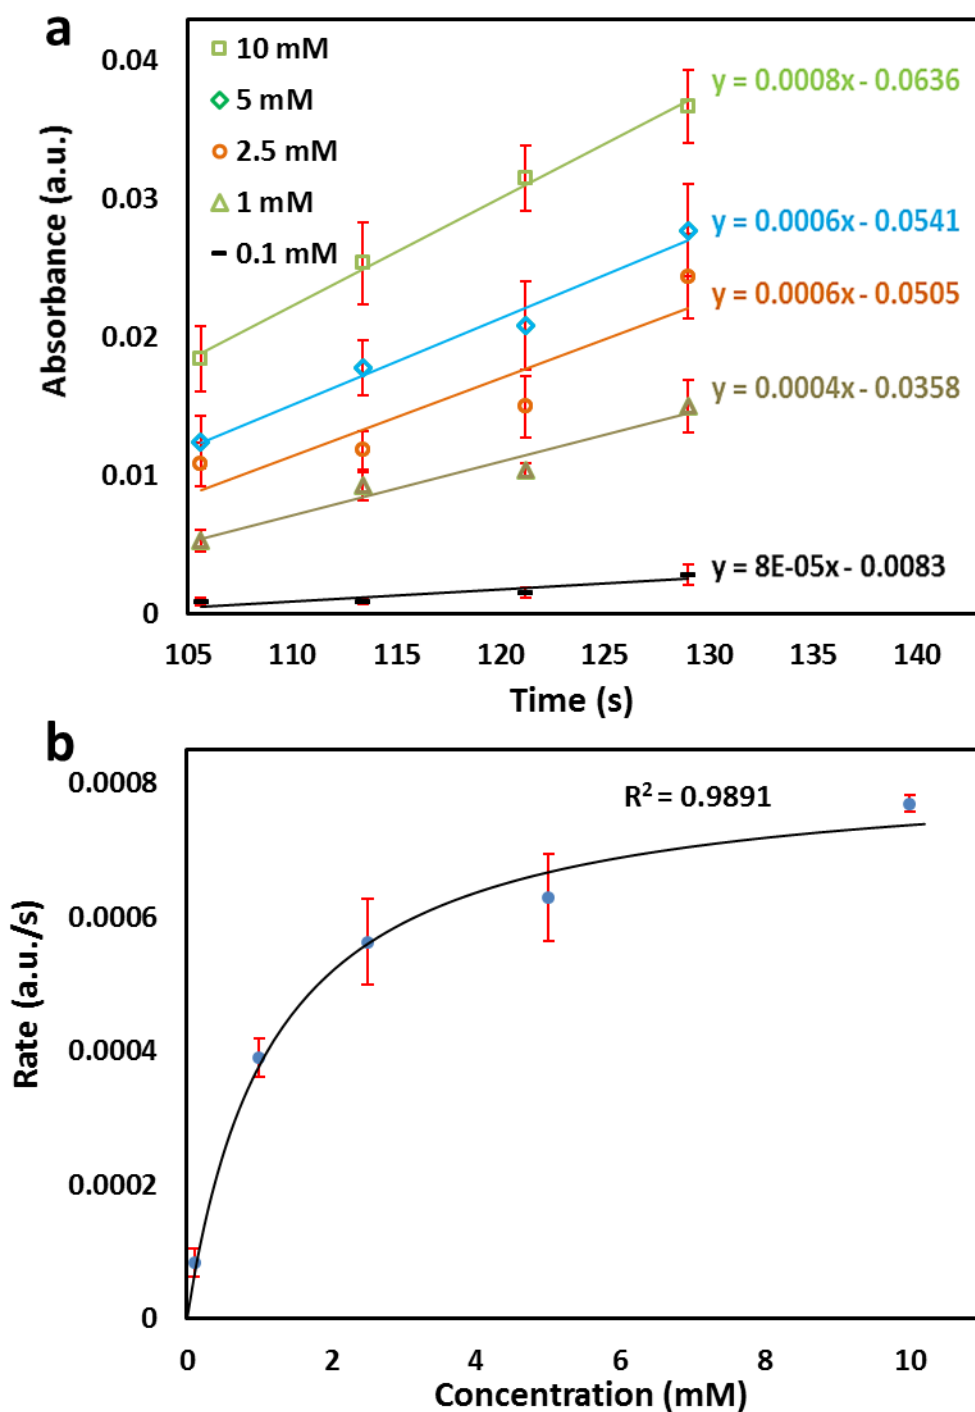 a
10 mM
5 mM
2.5 mM
1 mM
0.1 mM
y = 0.0008x - 0.0636
y = 0.0006x - 0.0541
y = 0.0006x - 0.0505
y = 0.0004x - 0.0358
y = 8E-05x - 0.0083
Absorbance (a.u.)
0.04
0.03
0.02
0.01
0
105 110 115 120 125 130 135 140
Time (s)
b
R² = 0.9891
Rate (a.u./s)
0.0008
0.0006
0.0004
0.0002
0
0 2 4 6 8 10
Concentration (mM)